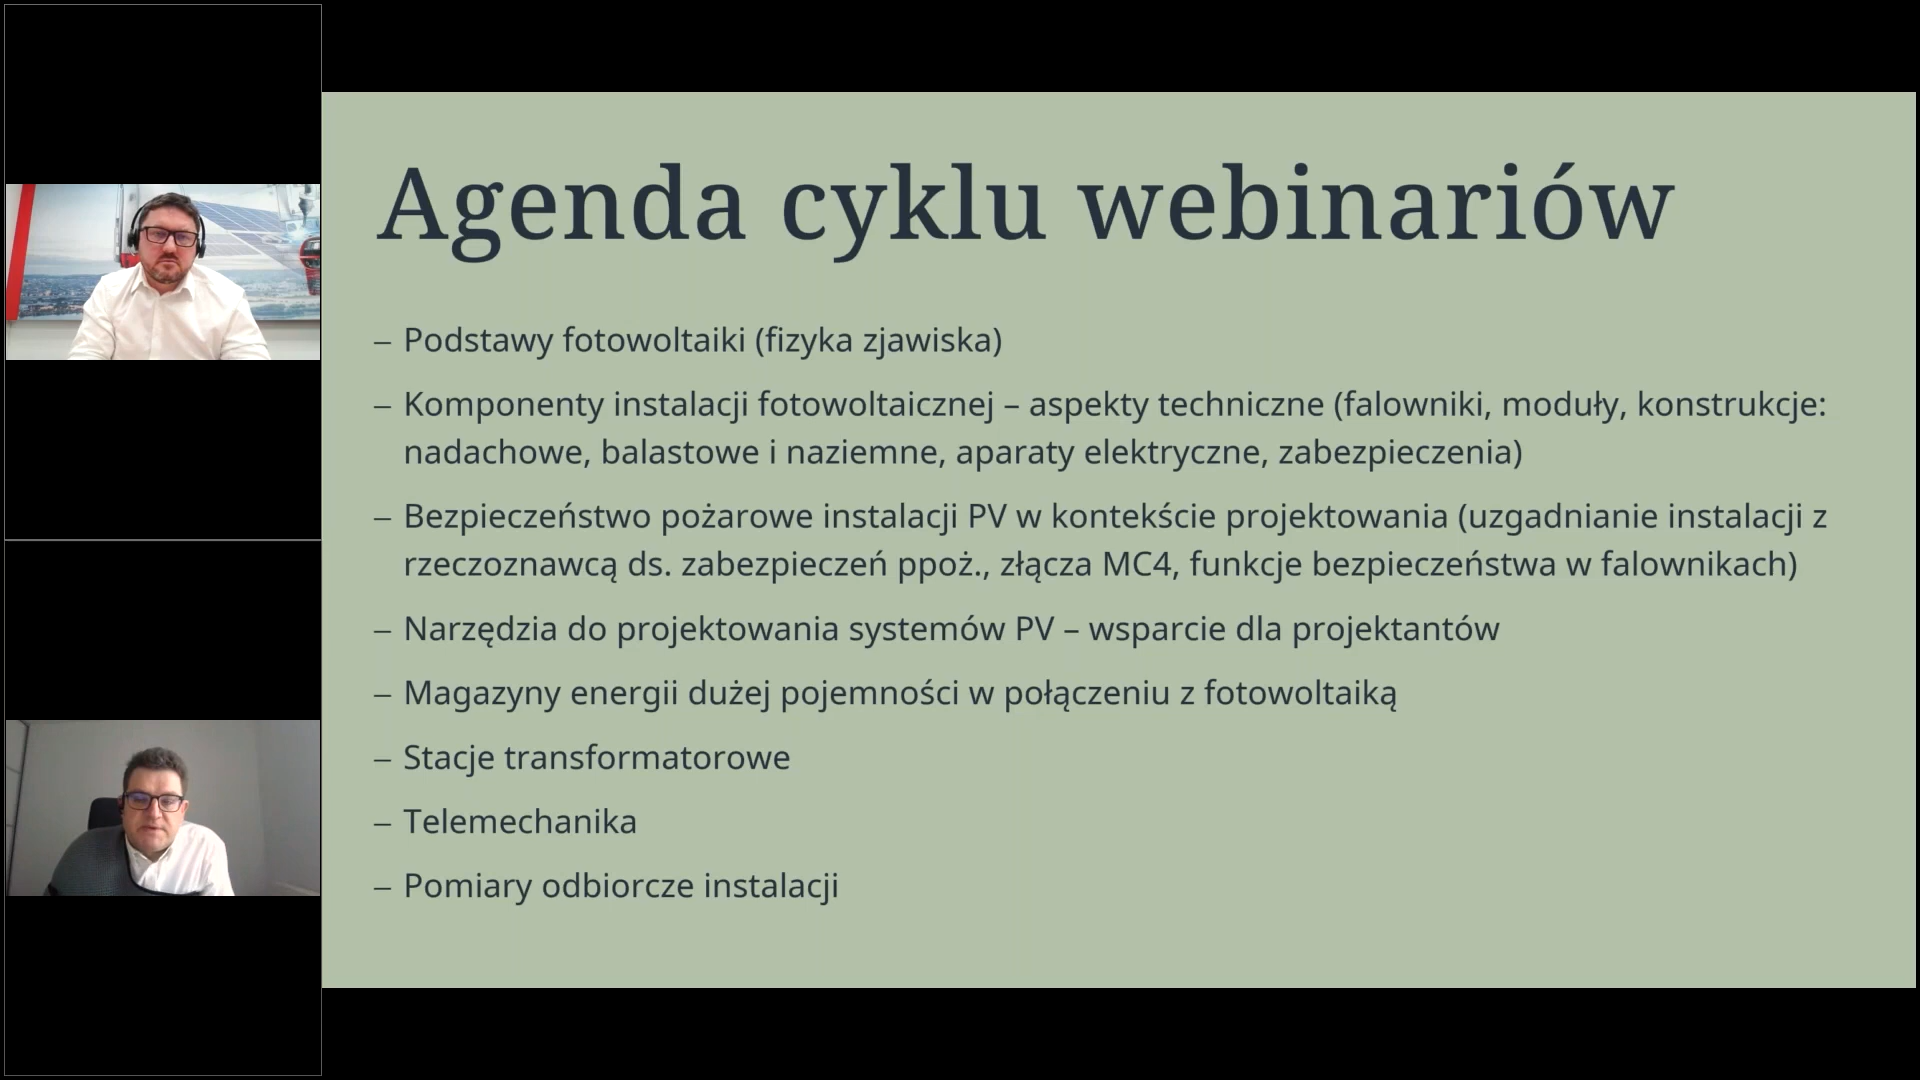 Agenda cyklu webinariów
– Podstawy fotowoltaiki (fizyka zjawiska)
– Komponenty instalacji fotowoltaicznej – aspekty techniczne (falowniki, moduły, konstrukcje:
nadachowe, balastowe i naziemne, aparaty elektryczne, zabezpieczenia)
– Bezpieczeństwo pożarowe instalacji PV w kontekście projektowania (uzgadnianie instalacji z
rzeczoznawcą ds. zabezpieczeń ppoż., złącza MC4, funkcje bezpieczeństwa w falownikach)
– Narzędzia do projektowania systemów PV – wsparcie dla projektantów
– Magazyny energii dużej pojemności w połączeniu z fotowoltaiką
– Stacje transformatorowe
– Telemechanika
– Pomiary odbiorcze instalacji